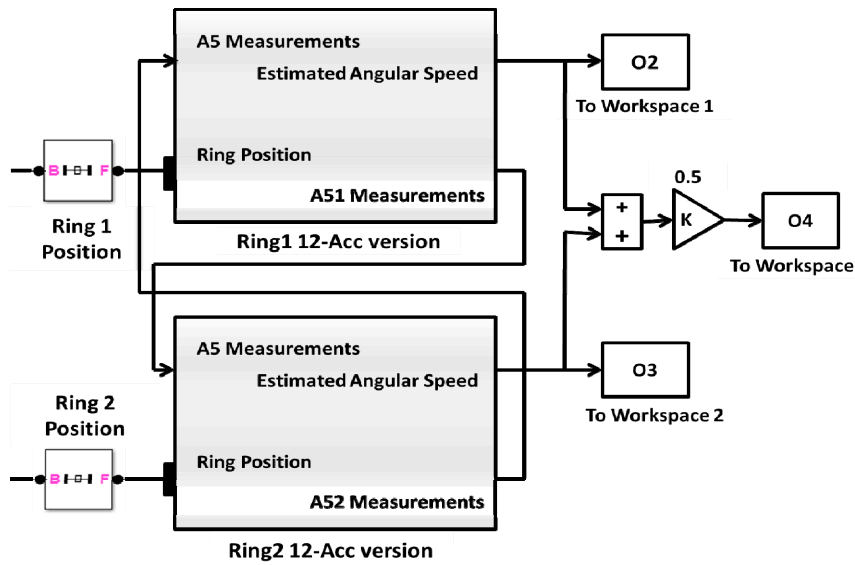 A5 Measurements
Estimated Angular Speed
Ring Position
A51 Measurements
Ring1 12-Acc version
B F
Ring 1
Position
O2
To Workspace 1
+
+
0.5
K
O4
To Workspace
A5 Measurements
Estimated Angular Speed
Ring Position
A52 Measurements
Ring2 12-Acc version
Ring 2
Position
B F
O3
To Workspace 2